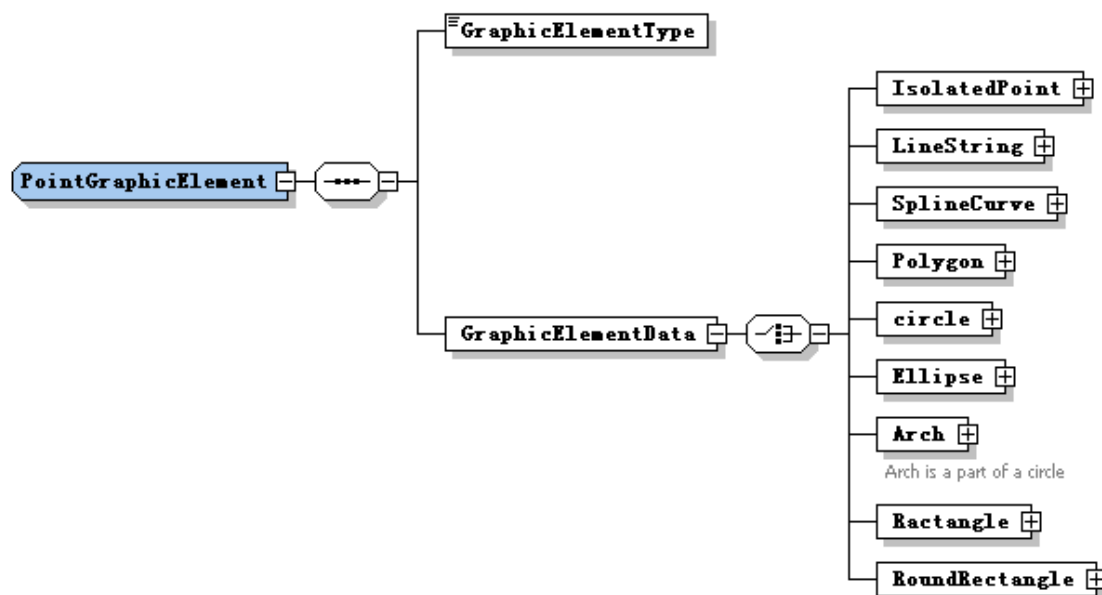 GraphicElementType
IsolatedPoint
LineString
PointGraphicElement
SplineCurve
Polygon
GraphicElementData
circle
Ellipse
Arch
Arch is a part of a circle
Ractangle
RoundRectangle